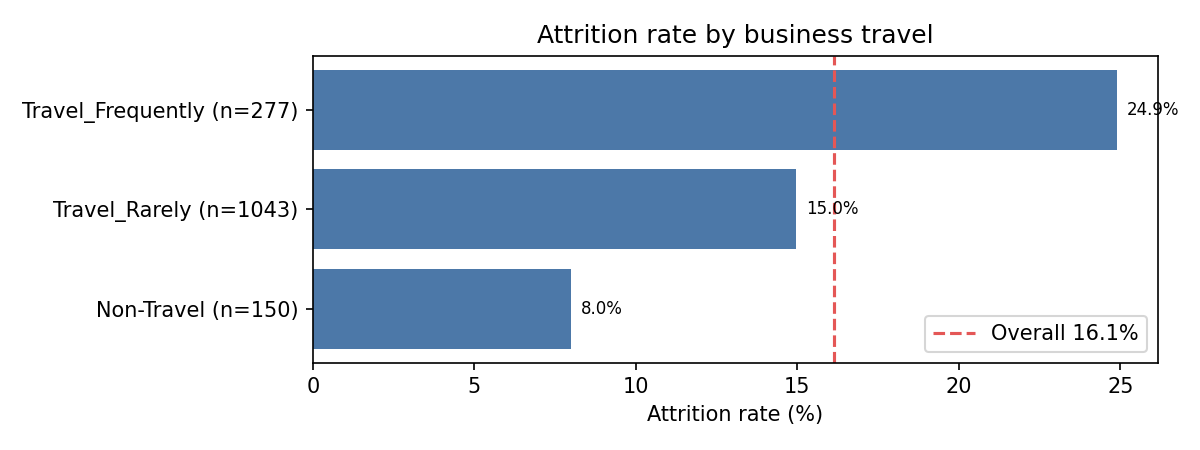 Attrition rate by business travel
Travel_Frequently (n=277)
24.9%
Travel_Rarely (n=1043)
15.0%
Non-Travel (n=150)
8.0%
Overall 16.1%
0 5 10 15 20 25
Attrition rate (%)